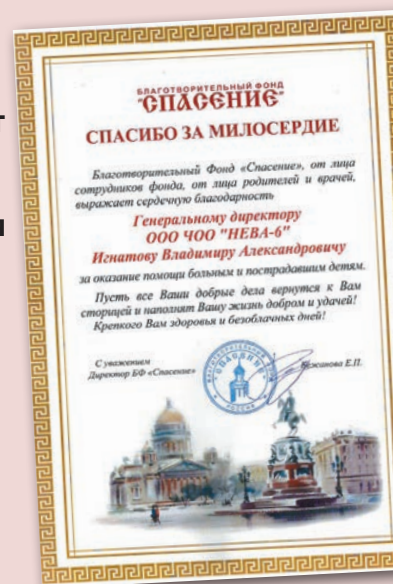 БЛАГОТВОРИТЕЛЬНЫЙ ФОНД
"СПАСЕНИЕ"
СПАСИБО ЗА МИЛОСЕРДИЕ
Благотворительный Фонд «Спасение», от лица
сотрудников фонда, от лица родителей и врачей,
выражает сердечную благодарность
Генеральному директору
ООО ЧОО "НЕВА-6"
Игнатову Владимиру Александровичу
за оказание помощи больным и пострадавшим детям.
Пусть все Ваши добрые дела вернутся к Вам
сторицей и наполнят Вашу жизнь добром и удачей!
Крепкого Вам здоровья и безоблачных дней!
С уважением
Директор БФ «Спасение»
Е.П.